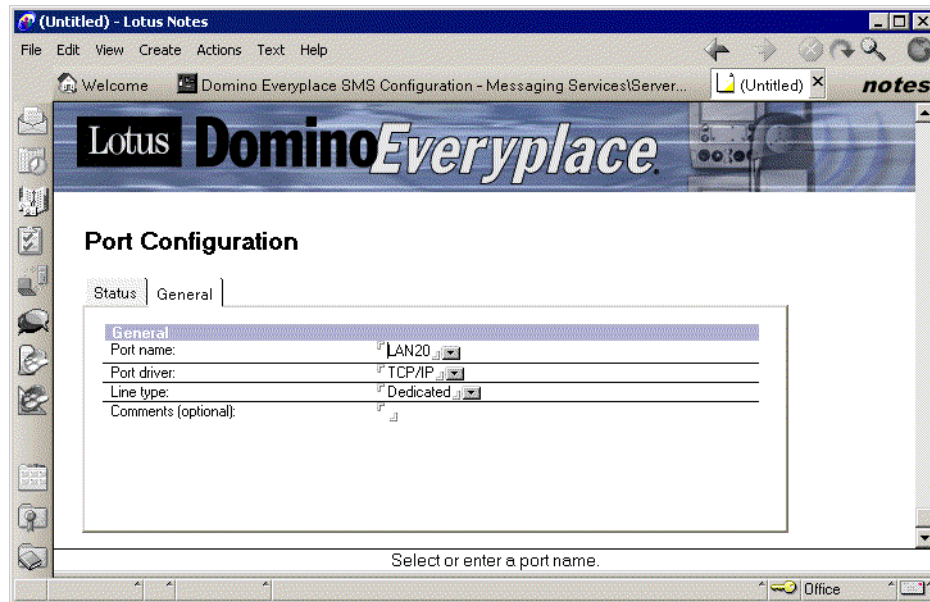 (Untitled) - Lotus Notes
File Edit View Create Actions Text Help
Welcome Domino Everyplace SMS Configuration - Messaging Services\Server... (Untitled) notes
Lotus Domino Everyplace.
Port Configuration
Status General
General
Port name: LAN20
Port driver: TCP/IP
Line type: Dedicated
Comments (optional):
Select or enter a port name.
Office